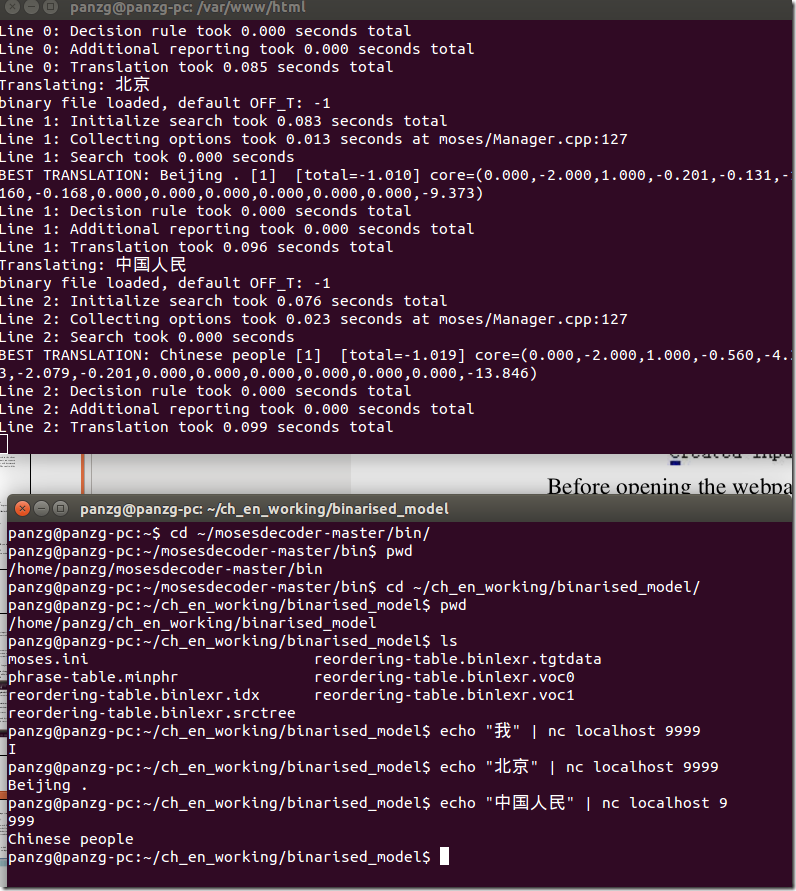 panzg@panzg-pc: /var/www/html
Line 0: Decision rule took 0.000 seconds total
Line 0: Additional reporting took 0.000 seconds total
Line 0: Translation took 0.085 seconds total
Translating: 北京
binary file loaded, default OFF_T: -1
Line 1: Initialize search took 0.083 seconds total
Line 1: Collecting options took 0.013 seconds at moses/Manager.cpp:127
Line 1: Search took 0.000 seconds
BEST TRANSLATION: Beijing . [1]  [total=-1.010] core=(0.000,-2.000,1.000,-0.201,-0.131,-
160,-0.168,0.000,0.000,0.000,0.000,0.000,0.000,-9.373)
Line 1: Decision rule took 0.000 seconds total
Line 1: Additional reporting took 0.000 seconds total
Line 1: Translation took 0.096 seconds total
Translating: 中国人民
binary file loaded, default OFF_T: -1
Line 2: Initialize search took 0.076 seconds total
Line 2: Collecting options took 0.023 seconds at moses/Manager.cpp:127
Line 2: Search took 0.000 seconds
BEST TRANSLATION: Chinese people [1]  [total=-1.019] core=(0.000,-2.000,1.000,-0.560,-4.
3,-2.079,-0.201,0.000,0.000,0.000,0.000,0.000,0.000,-13.846)
Line 2: Decision rule took 0.000 seconds total
Line 2: Additional reporting took 0.000 seconds total
Line 2: Translation took 0.099 seconds total
Before opening the webpa
panzg@panzg-pc: ~/ch_en_working/binarised_model
panzg@panzg-pc:~$ cd ~/mosesdecoder-master/bin/
panzg@panzg-pc:~/mosesdecoder-master/bin$ pwd
/home/panzg/mosesdecoder-master/bin
panzg@panzg-pc:~/mosesdecoder-master/bin$ cd ~/ch_en_working/binarised_model/
panzg@panzg-pc:~/ch_en_working/binarised_model$ pwd
/home/panzg/ch_en_working/binarised_model
panzg@panzg-pc:~/ch_en_working/binarised_model$ ls
moses.ini                         reordering-table.binlexr.tgtdata
phrase-table.minphr               reordering-table.binlexr.voc0
reordering-table.binlexr.idx      reordering-table.binlexr.voc1
reordering-table.binlexr.srctree
panzg@panzg-pc:~/ch_en_working/binarised_model$ echo "我" | nc localhost 9999
I
panzg@panzg-pc:~/ch_en_working/binarised_model$ echo "北京" | nc localhost 9999
Beijing .
panzg@panzg-pc:~/ch_en_working/binarised_model$ echo "中国人民" | nc localhost 9
999
Chinese people
panzg@panzg-pc:~/ch_en_working/binarised_model$